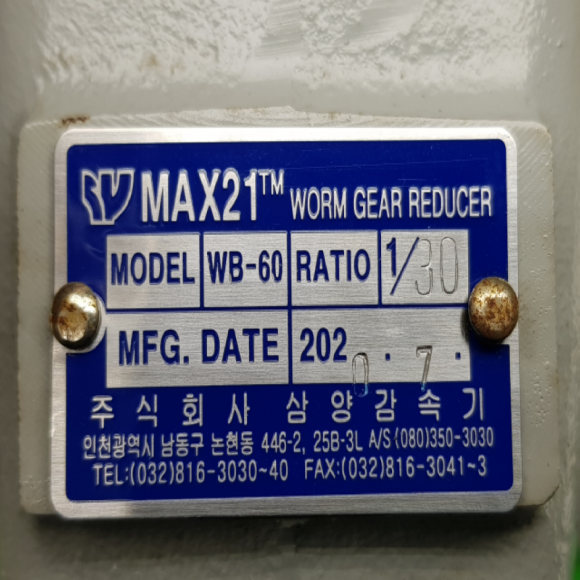 MAX21™ WORM GEAR REDUCER
MODEL WB-60 RATIO 1/30
MFG. DATE 2020.7.
주식회사 삼양감속기
인천광역시 남동구 논현동 446-2, 25B-3L A/S (080)350-3030
TEL:(032)816-3030~40 FAX:(032)816-3041~3